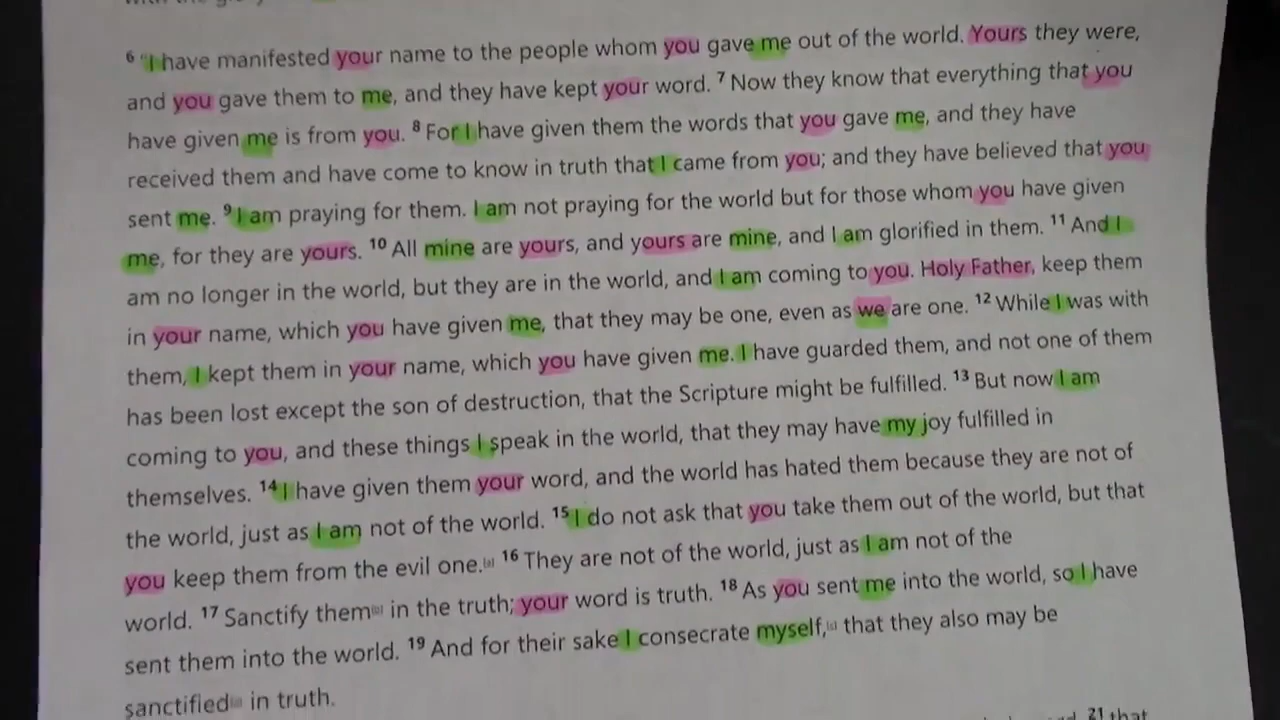 ⁶ "I have manifested your name to the people whom you gave me out of the world. Yours they were,
and you gave them to me, and they have kept your word. ⁷ Now they know that everything that you
have given me is from you. ⁸ For I have given them the words that you gave me, and they have
received them and have come to know in truth that I came from you; and they have believed that you
sent me. ⁹ I am praying for them. I am not praying for the world but for those whom you have given
me, for they are yours. ¹⁰ All mine are yours, and yours are mine, and I am glorified in them. ¹¹ And I
am no longer in the world, but they are in the world, and I am coming to you. Holy Father, keep them
in your name, which you have given me, that they may be one, even as we are one. ¹² While I was with
them, I kept them in your name, which you have given me. I have guarded them, and not one of them
has been lost except the son of destruction, that the Scripture might be fulfilled. ¹³ But now I am
coming to you, and these things I speak in the world, that they may have my joy fulfilled in
themselves. ¹⁴ I have given them your word, and the world has hated them because they are not of
the world, just as I am not of the world. ¹⁵ I do not ask that you take them out of the world, but that
you keep them from the evil one. ¹⁶ They are not of the world, just as I am not of the
world. ¹⁷ Sanctify them in the truth; your word is truth. ¹⁸ As you sent me into the world, so I have
sent them into the world. ¹⁹ And for their sake I consecrate myself, that they also may be
sanctified in truth.
²¹ that